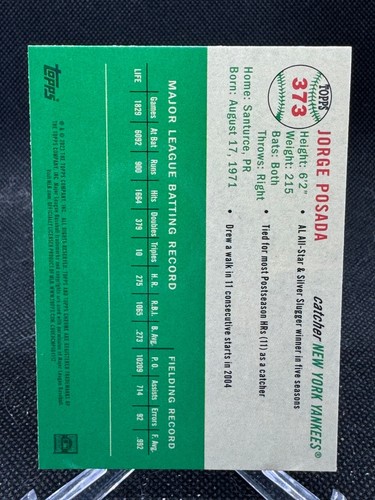 TOPPS
373
JORGE POSADA
catcher NEW YORK YANKEES®
Height: 6'2" • AL All-Star & Silver Slugger winner in five seasons
Weight: 215
Bats: Both • Tied for most Postseason HRs (11) as a catcher
Throws: Right
Home: Santurce, PR • Drew a walk in 11 consecutive starts in 2004
Born: August 17, 1971
MAJOR LEAGUE BATTING RECORD FIELDING RECORD
Games At Bat Runs Hits Doubles Triples H.R. R.B.I. B. Avg. P.O. Assists Errors F. Avg.
LIFE 1829 6092 900 1664 379 10 275 1065 .273 10209 714 92 .992
topps